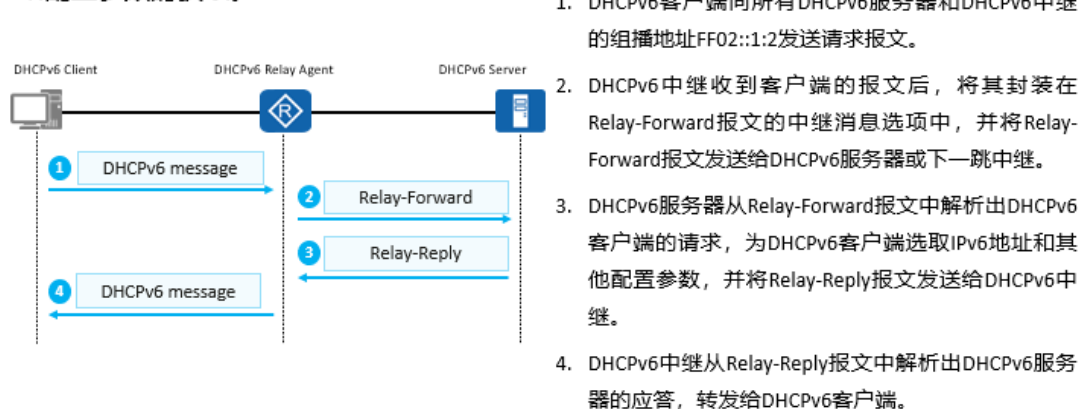 1. DHCPv6客户端向所有DHCPv6服务器和DHCPv6中继
的组播地址FF02::1:2发送请求报文。
DHCPv6 Client
DHCPv6 Relay Agent
DHCPv6 Server
1 DHCPv6 message
2 Relay-Forward
3 Relay-Reply
4 DHCPv6 message
2. DHCPv6中继收到客户端的报文后，将其封装在
Relay-Forward报文的中继消息选项中，并将Relay-
Forward报文发送给DHCPv6服务器或下一跳中继。
3. DHCPv6服务器从Relay-Forward报文中解析出DHCPv6
客户端的请求，为DHCPv6客户端选取IPv6地址和其
他配置参数，并将Relay-Reply报文发送给DHCPv6中
继。
4. DHCPv6中继从Relay-Reply报文中解析出DHCPv6服务
器的应答，转发给DHCPv6客户端。
R